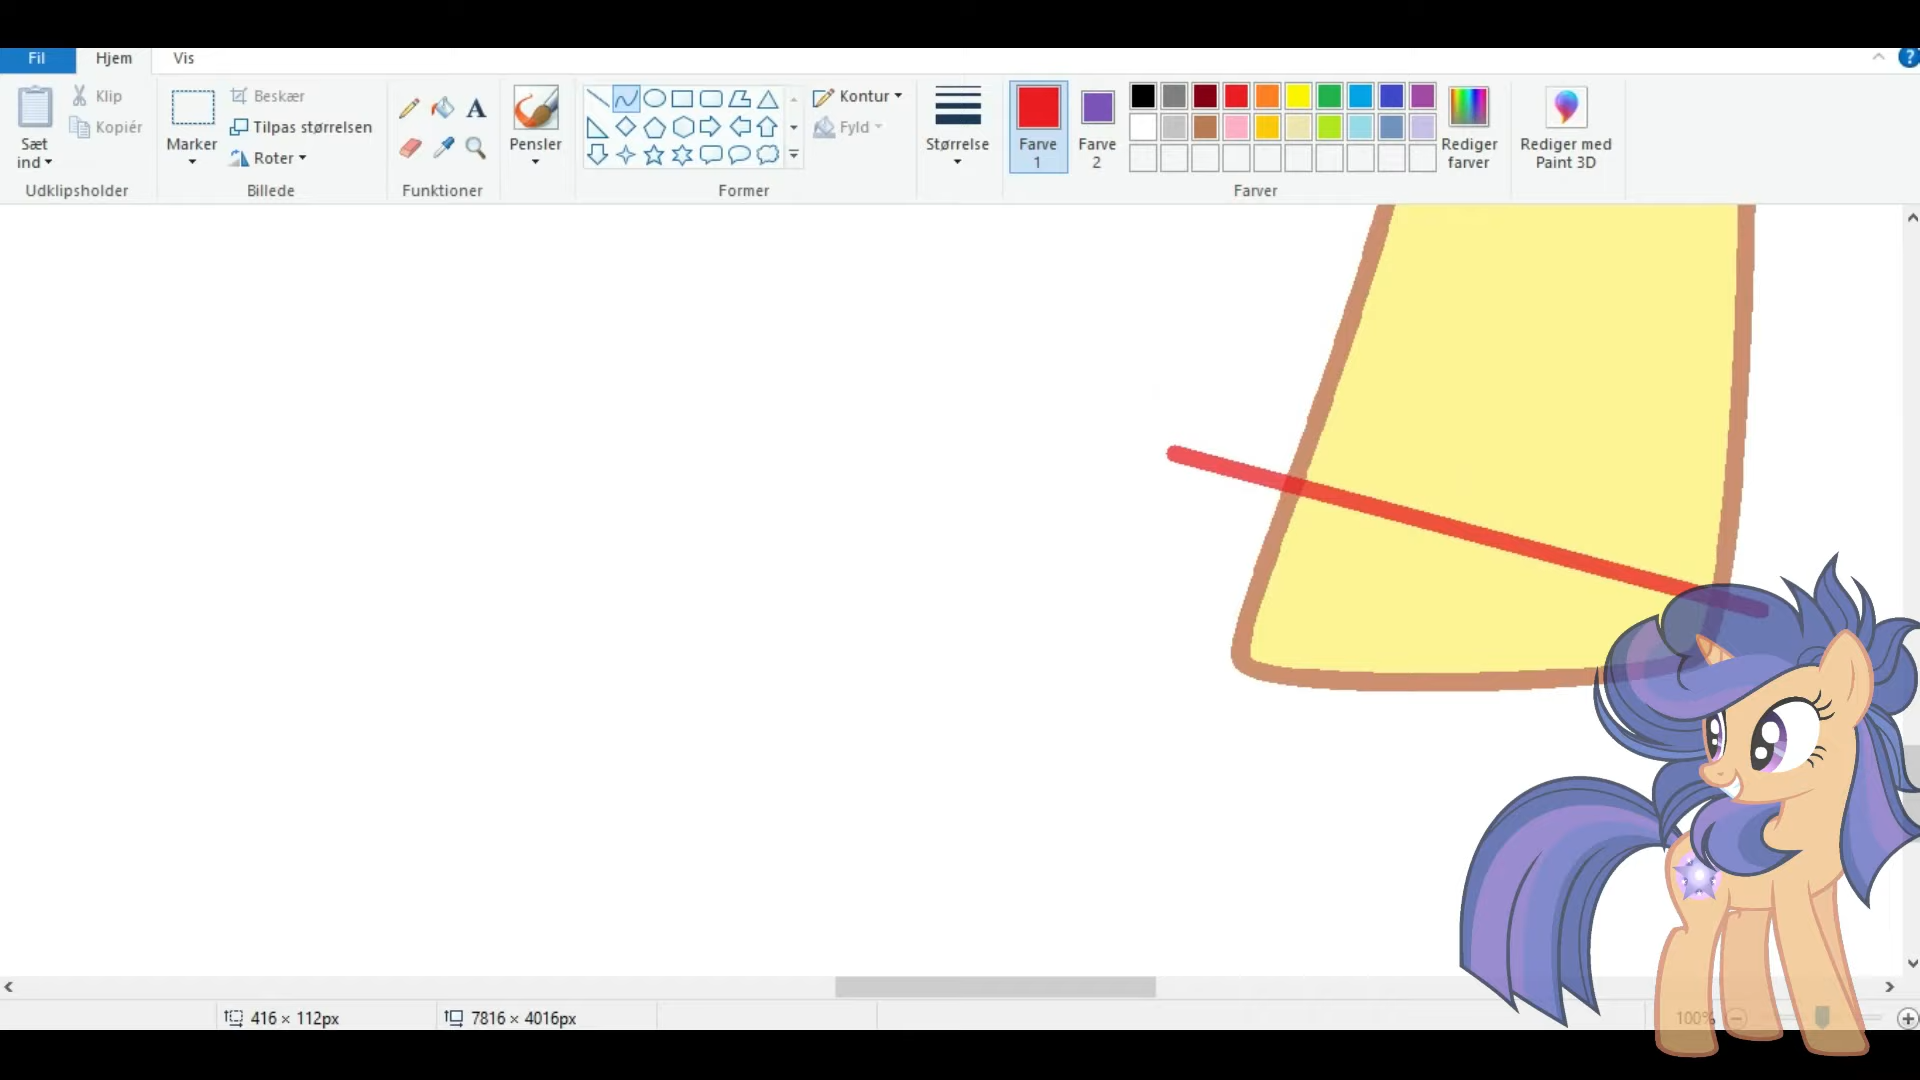 Fil Hjem Vis
Sæt ind
Klip
Kopiér
Udklipsholder
Marker
Beskær
Tilpas størrelsen
Roter
Billede
A
Funktioner
Pensler
Kontur
Fyld
Former
Størrelse
Farve 1
Farve 2
Rediger farver
Farver
Rediger med Paint 3D
?
416 × 112px
7816 × 4016px
100%